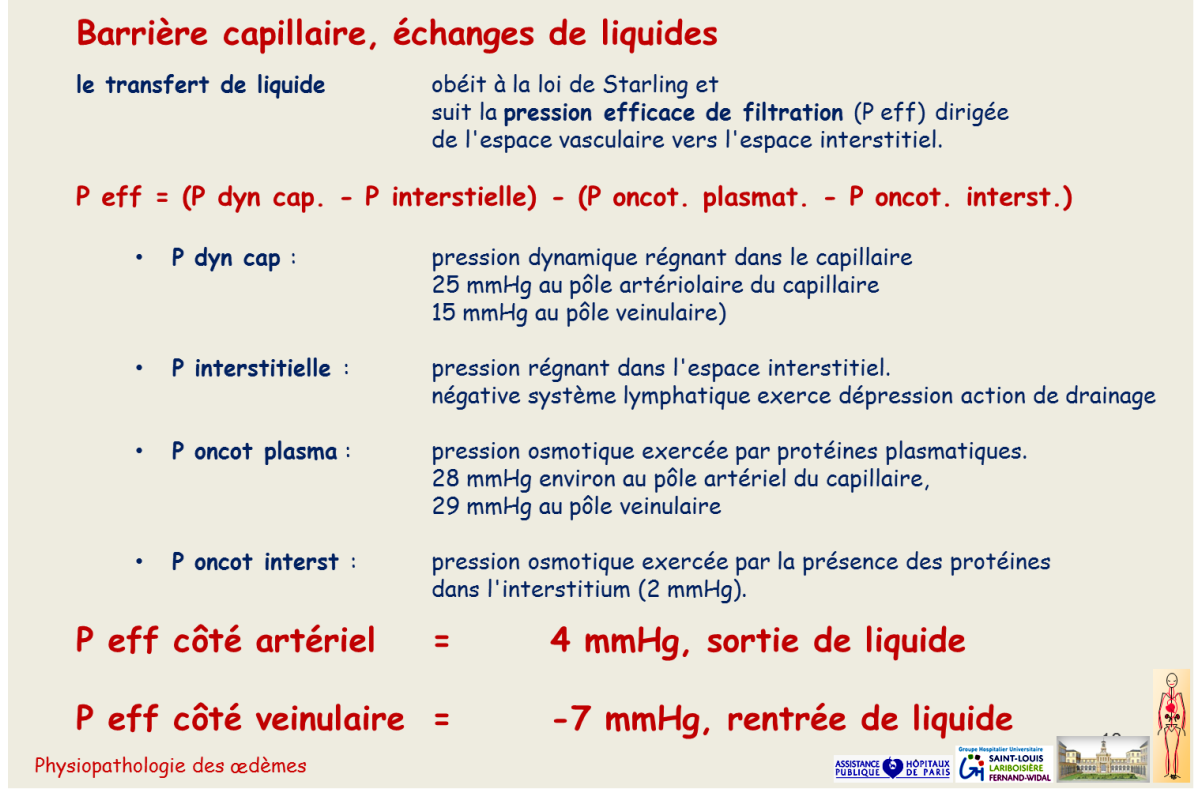 Barrière capillaire, échanges de liquides
le transfert de liquide obéit à la loi de Starling et
suit la pression efficace de filtration (P eff) dirigée
de l'espace vasculaire vers l'espace interstitiel.
P eff = (P dyn cap. - P interstielle) - (P oncot. plasmat. - P oncot. interst.)
• P dyn cap : pression dynamique régnant dans le capillaire
25 mmHg au pôle artériolaire du capillaire
15 mmHg au pôle veinulaire)
• P interstitielle : pression régnant dans l'espace interstitiel.
négative système lymphatique exerce dépression action de drainage
• P oncot plasma : pression osmotique exercée par protéines plasmatiques.
28 mmHg environ au pôle artériel du capillaire,
29 mmHg au pôle veinulaire
• P oncot interst : pression osmotique exercée par la présence des protéines
dans l'interstitium (2 mmHg).
P eff côté artériel = 4 mmHg, sortie de liquide
P eff côté veinulaire = -7 mmHg, rentrée de liquide
Physiopathologie des œdèmes
ASSISTANCE HÔPITAUX
PUBLIQUE DE PARIS
Groupe Hospitalier Universitaire
SAINT-LOUIS
LARIBOISIÈRE
FERNAND-WIDAL